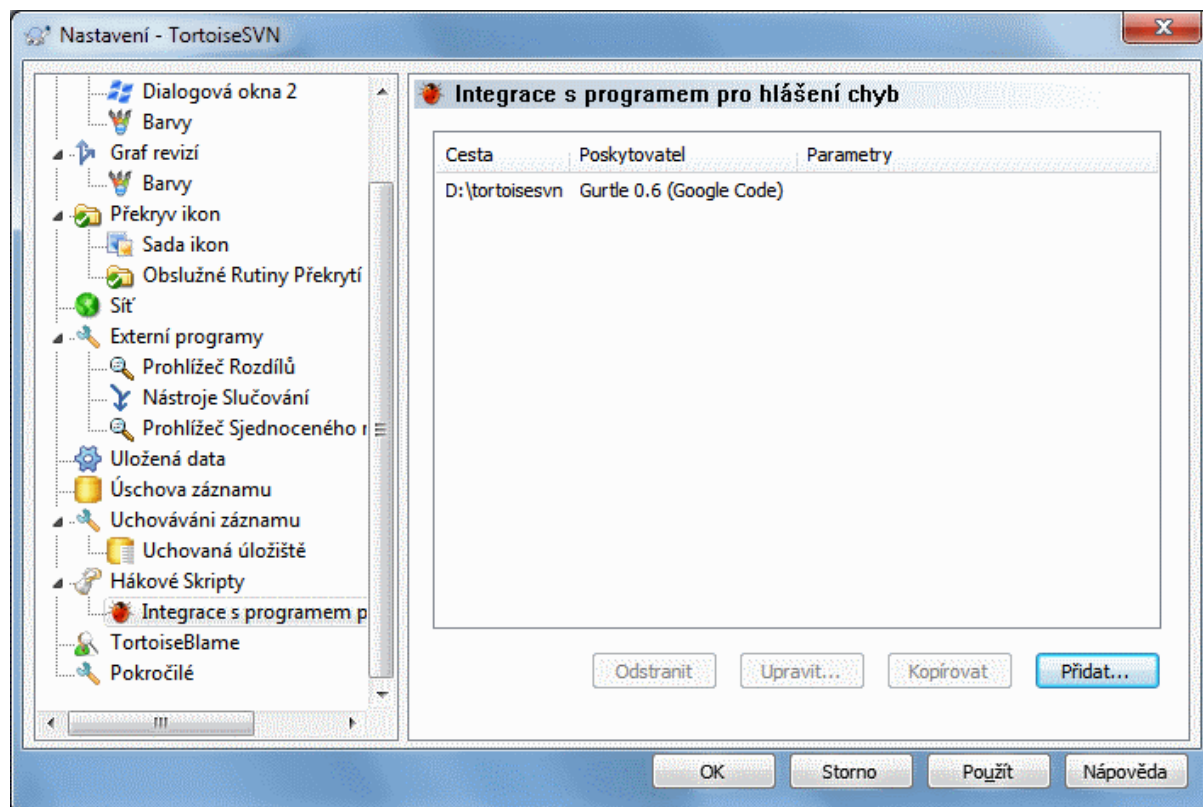 Nastavení - TortoiseSVN
Dialogová okna 2
Barvy
Graf revizí
Barvy
Překryv ikon
Sada ikon
Obslužné Rutiny Překrytí
Síť
Externí programy
Prohlížeč Rozdílů
Nástroje Slučování
Prohlížeč Sjednoceného r
Uložená data
Úschova záznamu
Uchováváni záznamu
Uchovaná úložiště
Hákové Skripty
Integrace s programem p
TortoiseBlame
Pokročilé
Integrace s programem pro hlášení chyb
Cesta Poskytovatel Parametry
D:\tortoisesvn Gurtle 0.6 (Google Code)
Odstranit Upravit... Kopírovat Přidat...
OK Storno Použít Nápověda